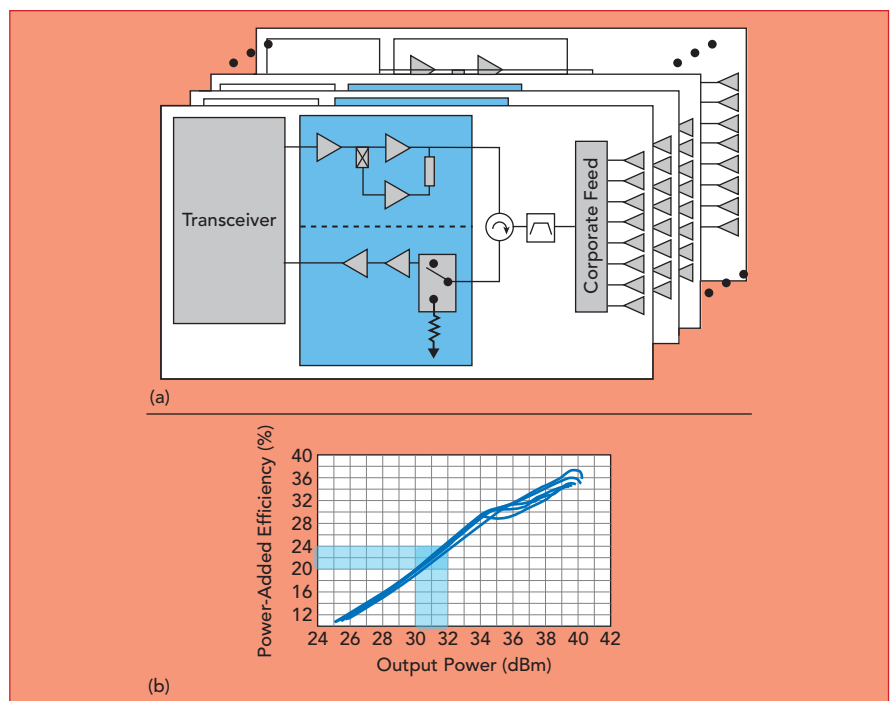 Transceiver
Corporate Feed
(a)
Power-Added Efficiency (%)
40
36
32
28
24
20
16
12
24 26 28 30 32 34 36 38 40 42
Output Power (dBm)
(b)